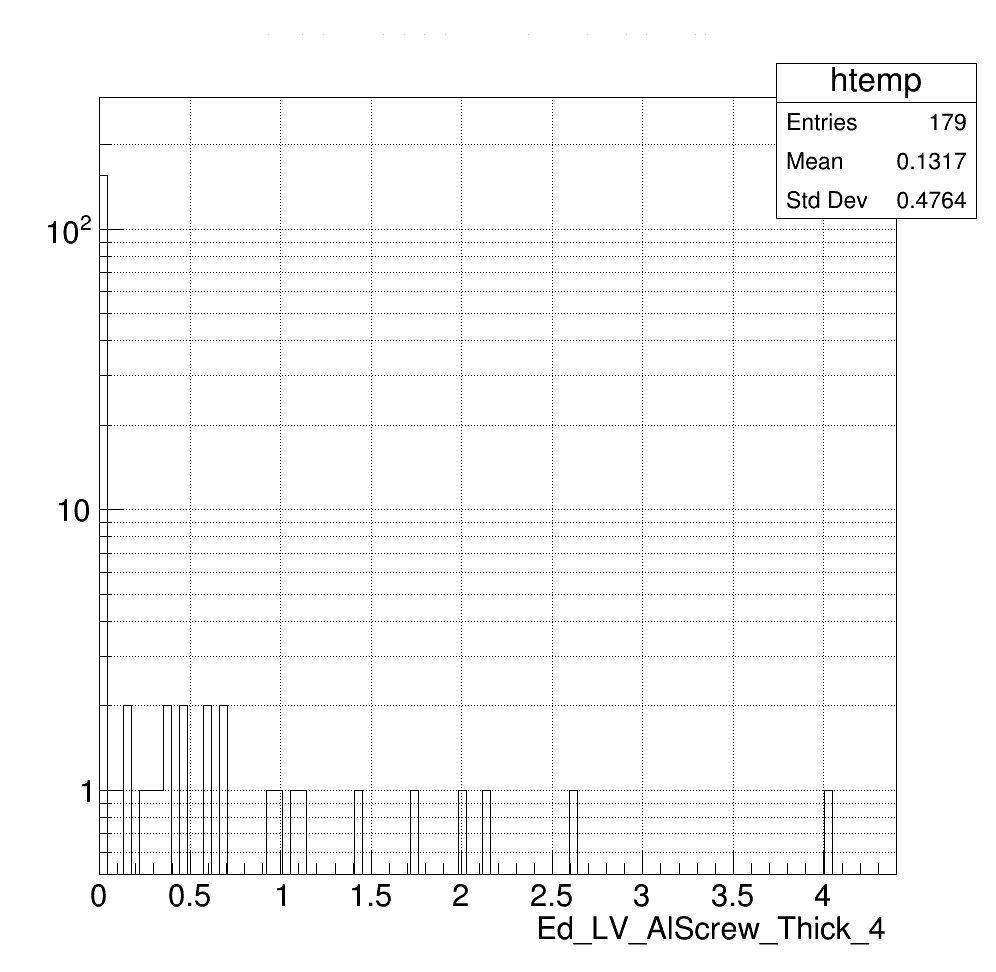 htemp
Entries 179
Mean 0.1317
Std Dev 0.4764
10²
10
1
0 0.5 1 1.5 2 2.5 3 3.5 4
Ed_LV_AlScrew_Thick_4